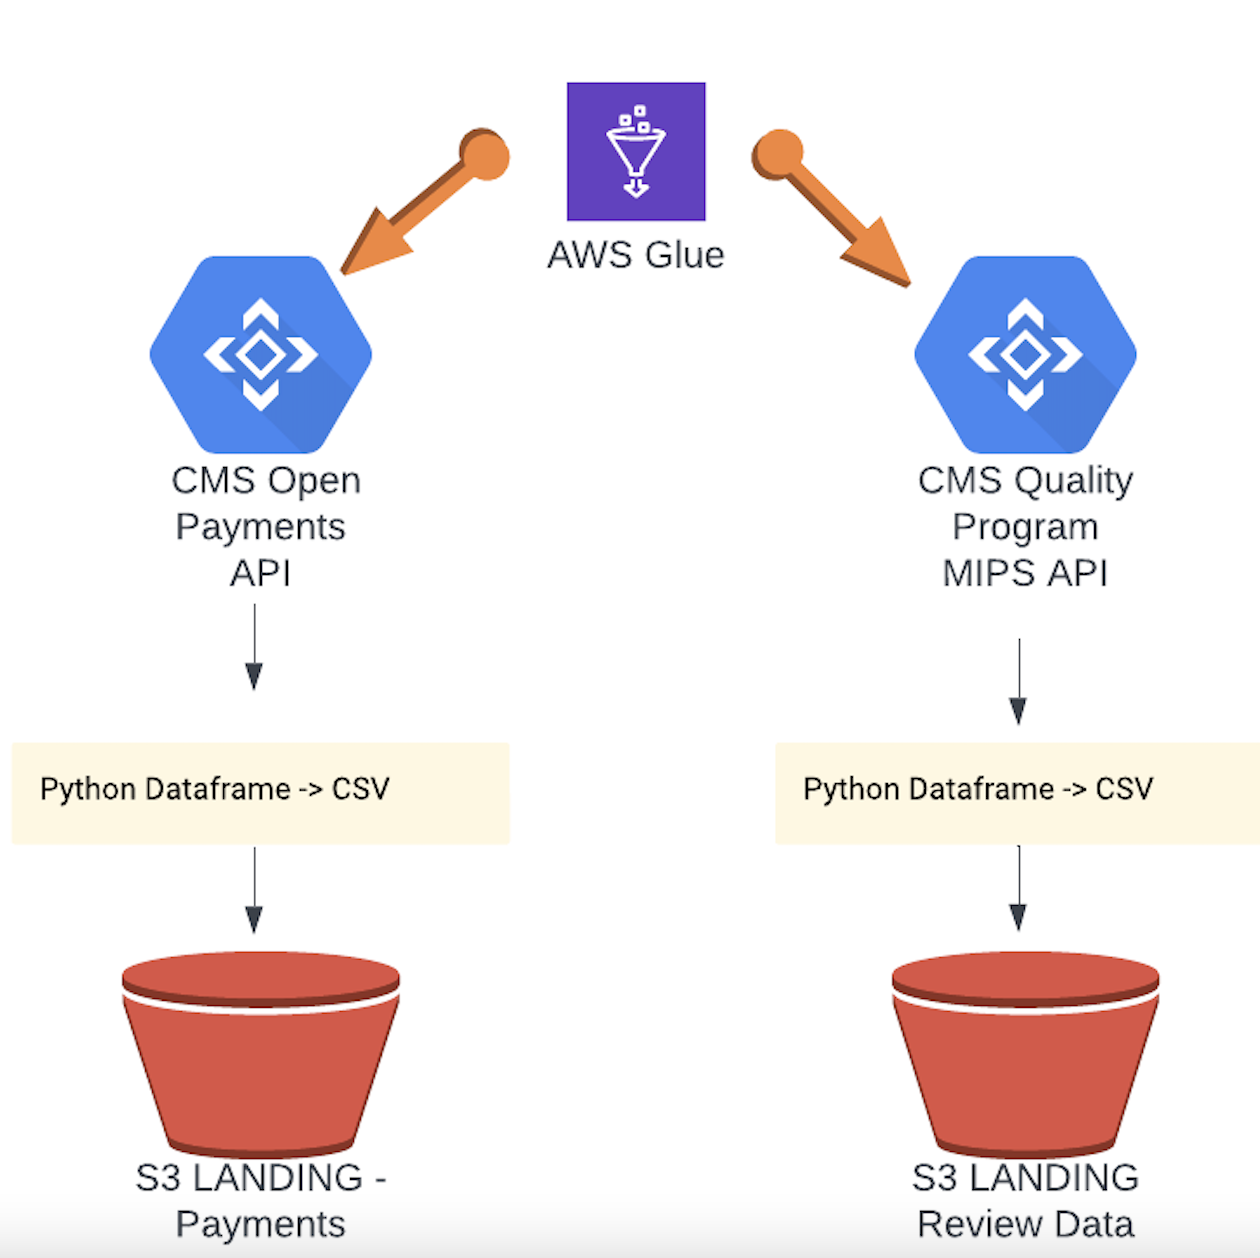 AWS Glue
CMS Open
Payments
API
CMS Quality
Program
MIPS API
Python Dataframe -> CSV
Python Dataframe -> CSV
S3 LANDING -
Payments
S3 LANDING
Review Data